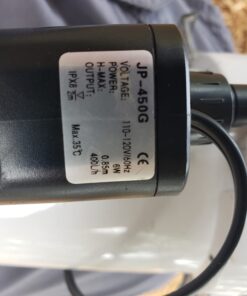 JP-450G CE
VOLTAGE: 110-120V/60Hz
POWER: 6W
H-MAX: 0.85m
OUTPUT: 400L/h
IPX8 Max.35℃